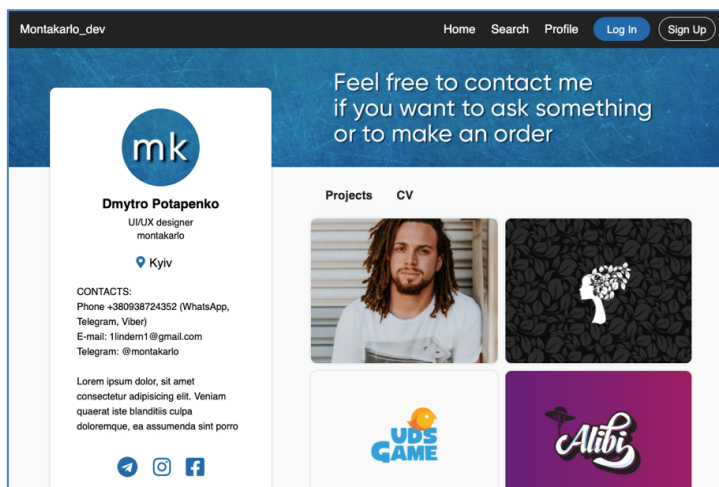 Montakarlo_dev
Home Search Profile Log In Sign Up
Feel free to contact me
if you want to ask something
or to make an order
mk
Dmytro Potapenko
UI/UX designer
montakarlo
Kyiv
CONTACTS:
Phone +380938724352 (WhatsApp,
Telegram, Viber)
E-mail: 1lindern1@gmail.com
Telegram: @montakarlo
Lorem ipsum dolor, sit amet
consectetur adipisicing elit. Veniam
quaerat iste blanditiis culpa
doloremque, ea assumenda sint porro
Projects CV
UDS
GAME
Alibi